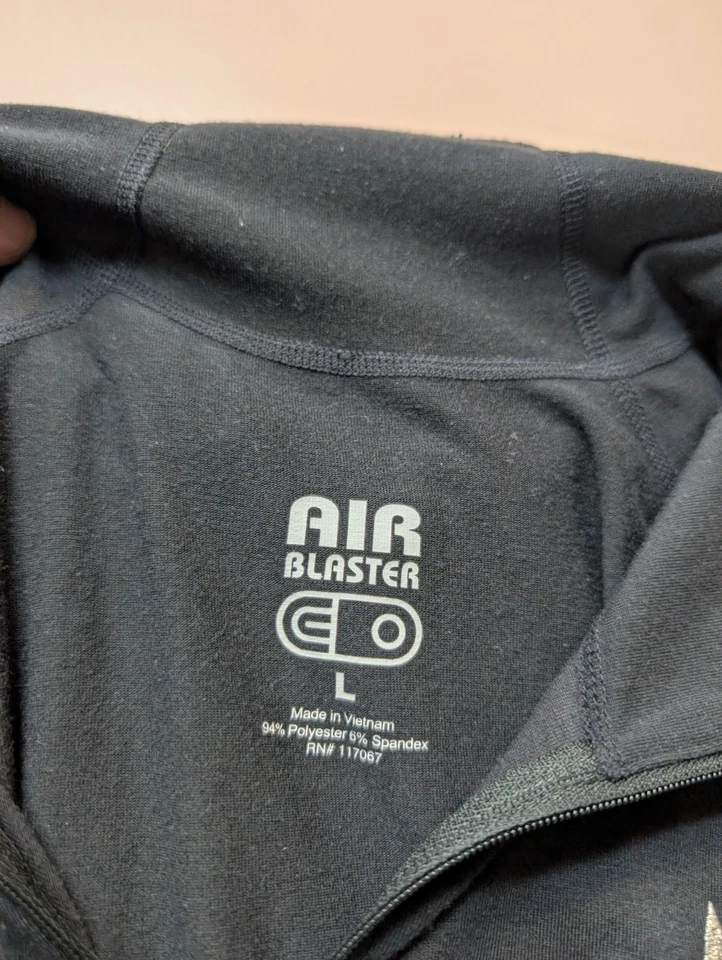 AIR
BLASTER
L
Made in Vietnam
94% Polyester 6% Spandex
RN# 117067